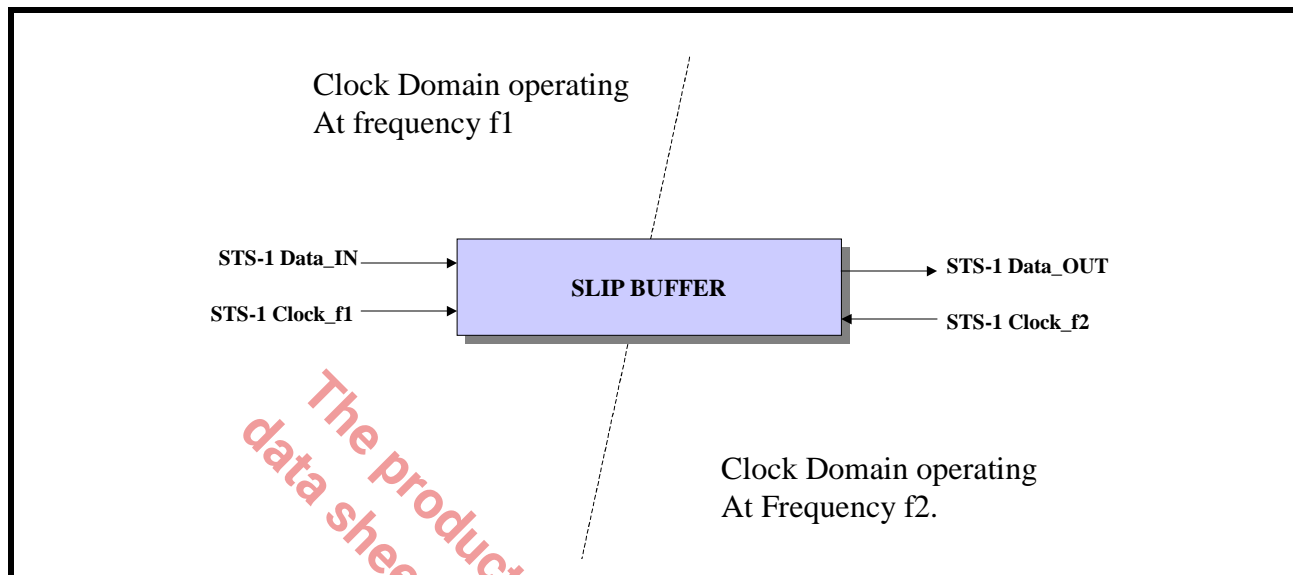 Clock Domain operating
At frequency f1
STS-1 Data_IN
STS-1 Clock_f1
SLIP BUFFER
STS-1 Data_OUT
STS-1 Clock_f2
Clock Domain operating
At Frequency f2.
The product
data shee